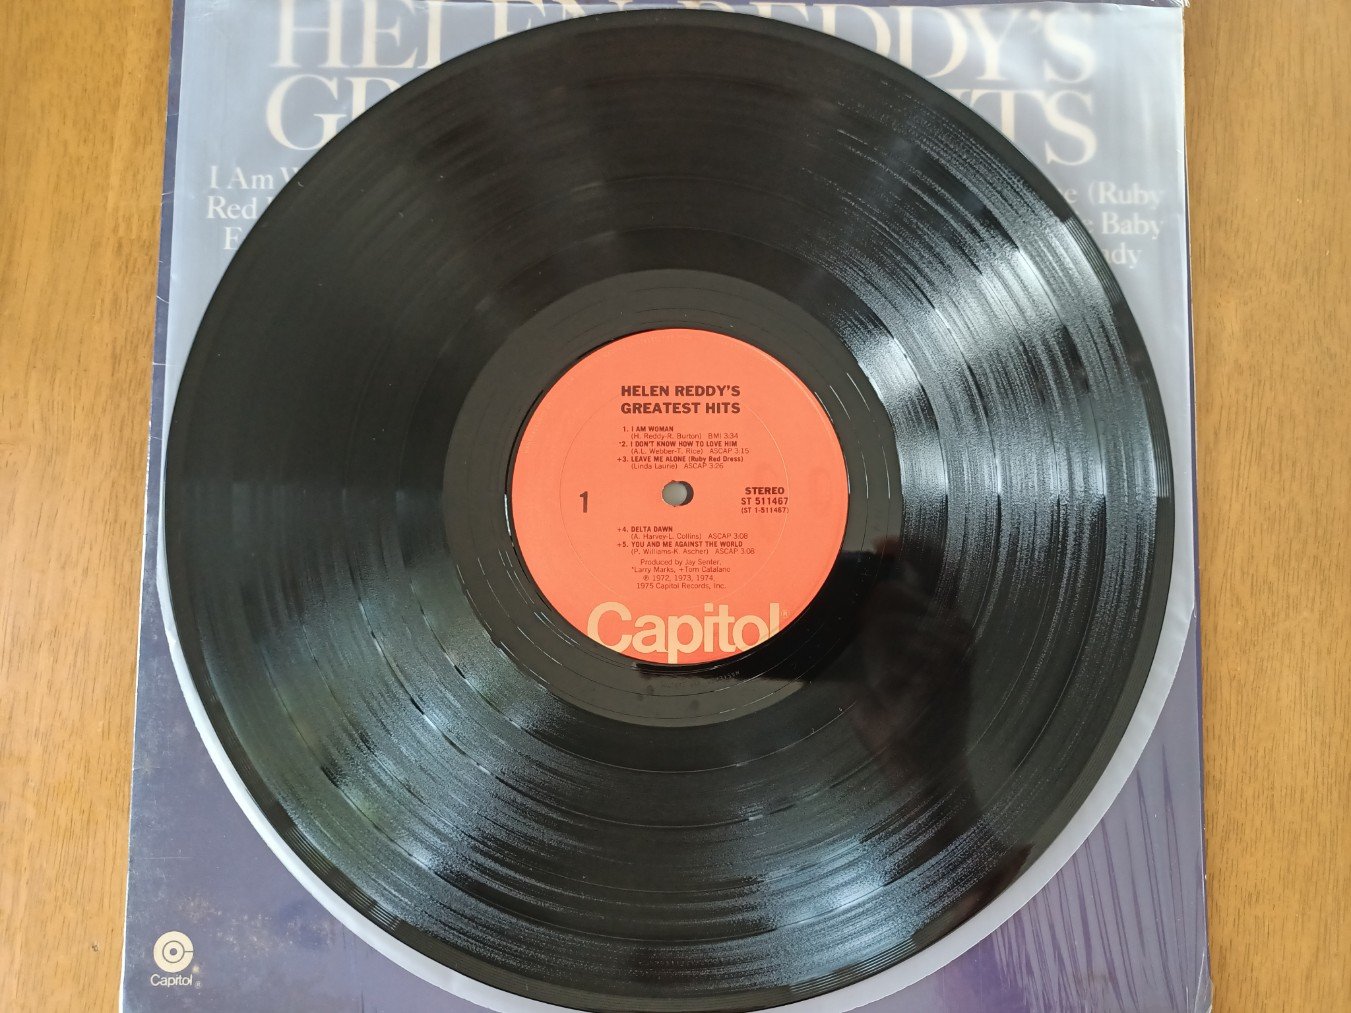 HELEN REDDY'S
GR HITS
I Am W
e (Ruby
Red
Baby
ndy
HELEN REDDY'S
GREATEST HITS
1. I AM WOMAN
(H. Reddy-R. Burton) BMI 3:34
*2. I DON'T KNOW HOW TO LOVE HIM
(A.L. Webber-T. Rice) ASCAP 3:15
+3. LEAVE ME ALONE (Ruby Red Dress)
(Linda Laurie) ASCAP 3:26
1
STEREO
ST 511467
(ST 1-511467)
+4. DELTA DAWN
(A. Harvey-L. Collins) ASCAP 3:08
+5. YOU AND ME AGAINST THE WORLD
(P. Williams-K. Ascher) ASCAP 3:08
Produced by Jay Senter,
*Larry Marks, +Tom Catalano
℗ 1972, 1973, 1974,
1975 Capitol Records, Inc.
Capitol®
Capitol®